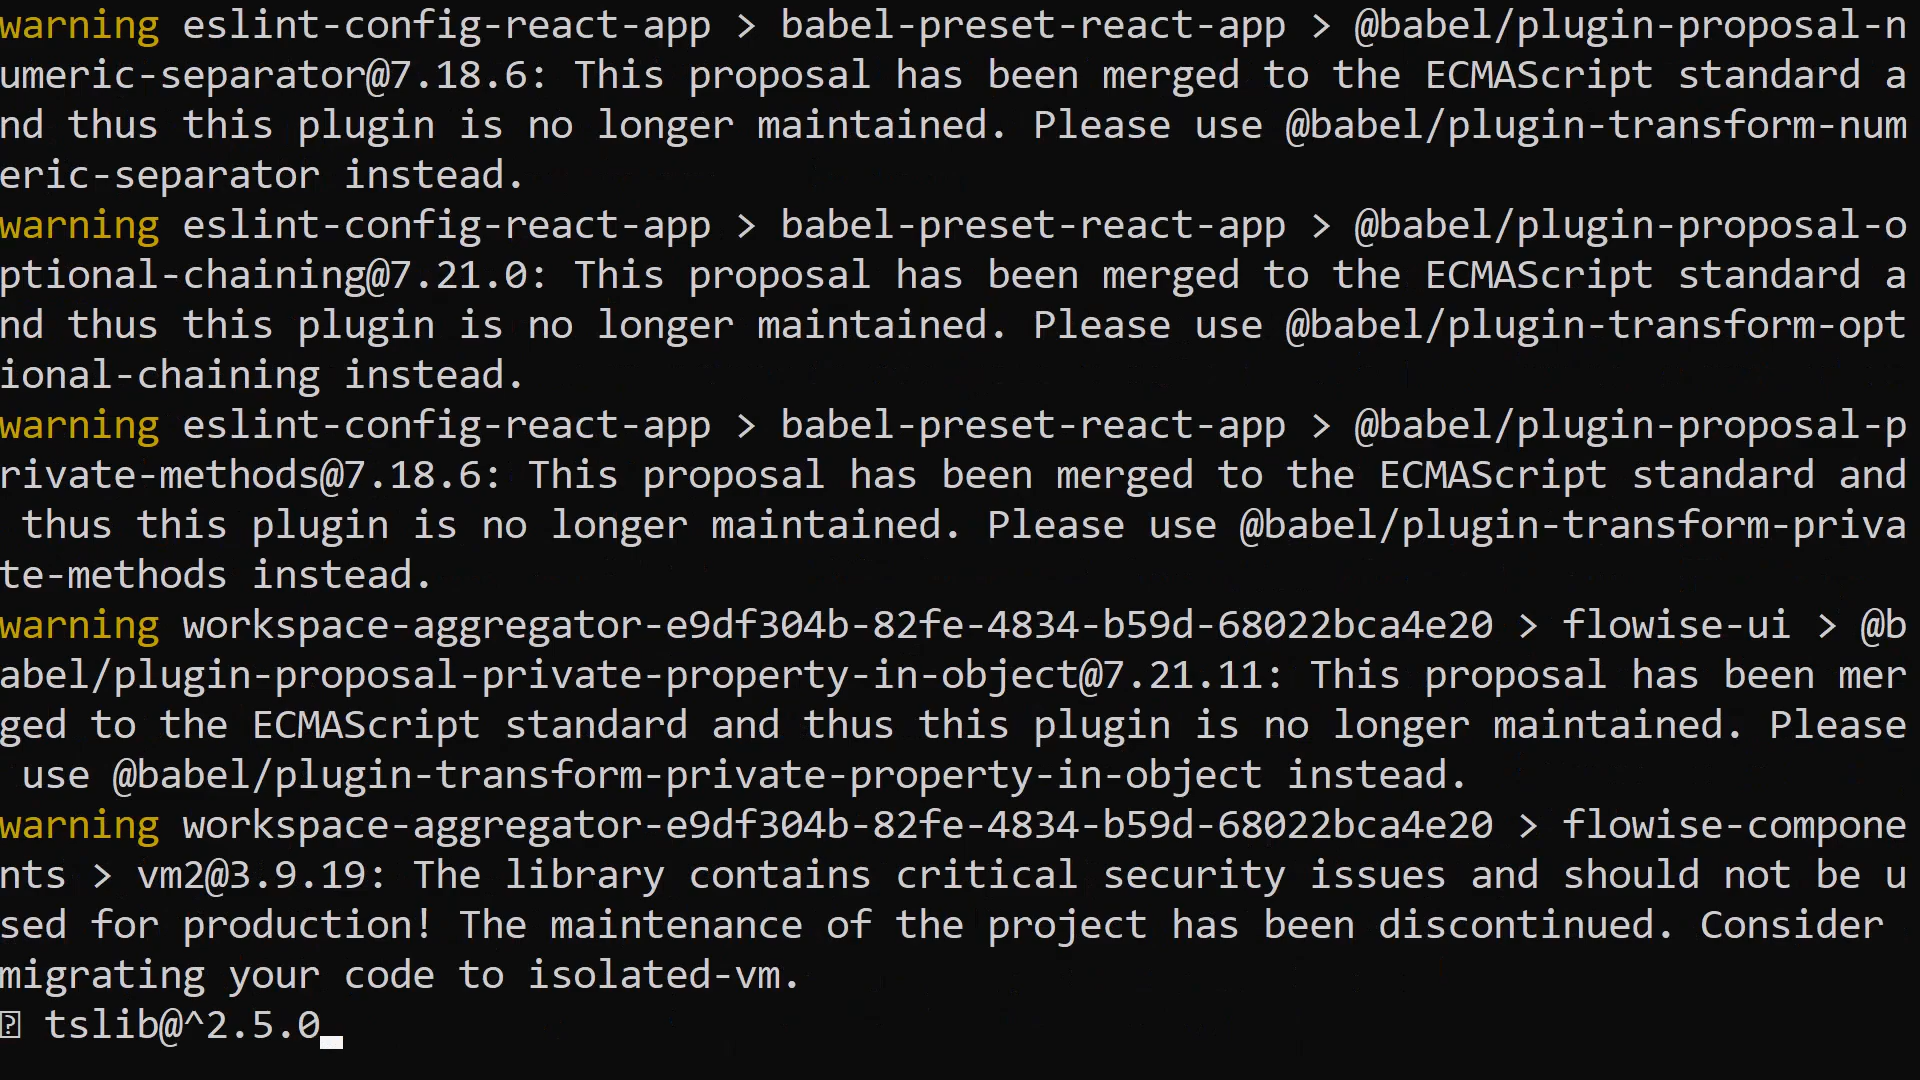 warning eslint-config-react-app > babel-preset-react-app > @babel/plugin-proposal-n
umeric-separator@7.18.6: This proposal has been merged to the ECMAScript standard a
nd thus this plugin is no longer maintained. Please use @babel/plugin-transform-num
eric-separator instead.
warning eslint-config-react-app > babel-preset-react-app > @babel/plugin-proposal-o
ptional-chaining@7.21.0: This proposal has been merged to the ECMAScript standard a
nd thus this plugin is no longer maintained. Please use @babel/plugin-transform-opt
ional-chaining instead.
warning eslint-config-react-app > babel-preset-react-app > @babel/plugin-proposal-p
rivate-methods@7.18.6: This proposal has been merged to the ECMAScript standard and
 thus this plugin is no longer maintained. Please use @babel/plugin-transform-priva
te-methods instead.
warning workspace-aggregator-e9df304b-82fe-4834-b59d-68022bca4e20 > flowise-ui > @b
abel/plugin-proposal-private-property-in-object@7.21.11: This proposal has been mer
ged to the ECMAScript standard and thus this plugin is no longer maintained. Please
 use @babel/plugin-transform-private-property-in-object instead.
warning workspace-aggregator-e9df304b-82fe-4834-b59d-68022bca4e20 > flowise-compone
nts > vm2@3.9.19: The library contains critical security issues and should not be u
sed for production! The maintenance of the project has been discontinued. Consider
migrating your code to isolated-vm.
⍰ tslib@^2.5.0